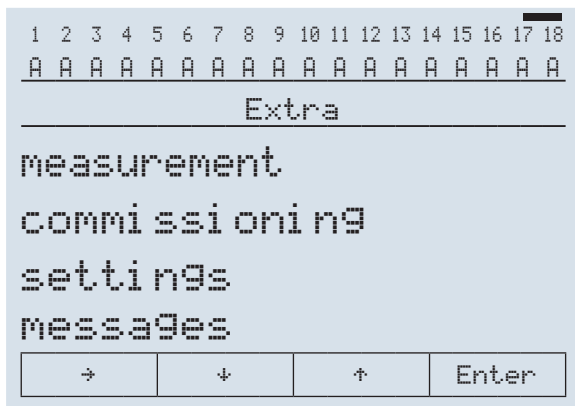 1 2 3 4 5 6 7 8 9 10 11 12 13 14 15 16 17 18
A A A A A A A A A A A A A A A A A A
Extra
measurement
commissioning
settings
messages
→ ↓ ↑ Enter